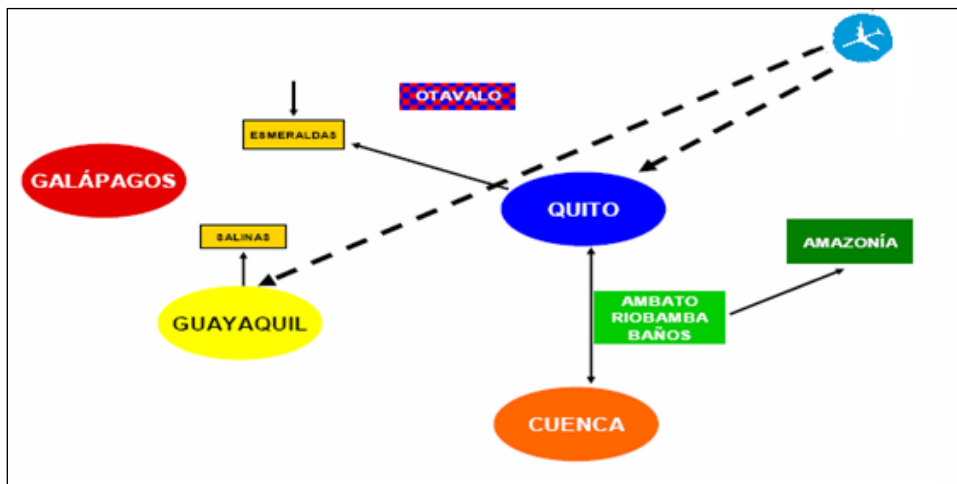 OTAVALO
ESMERALDAS
GALÁPAGOS
QUITO
SALINAS
AMAZONÍA
AMBATO
RIOBAMBA
BAÑOS
GUAYAQUIL
CUENCA